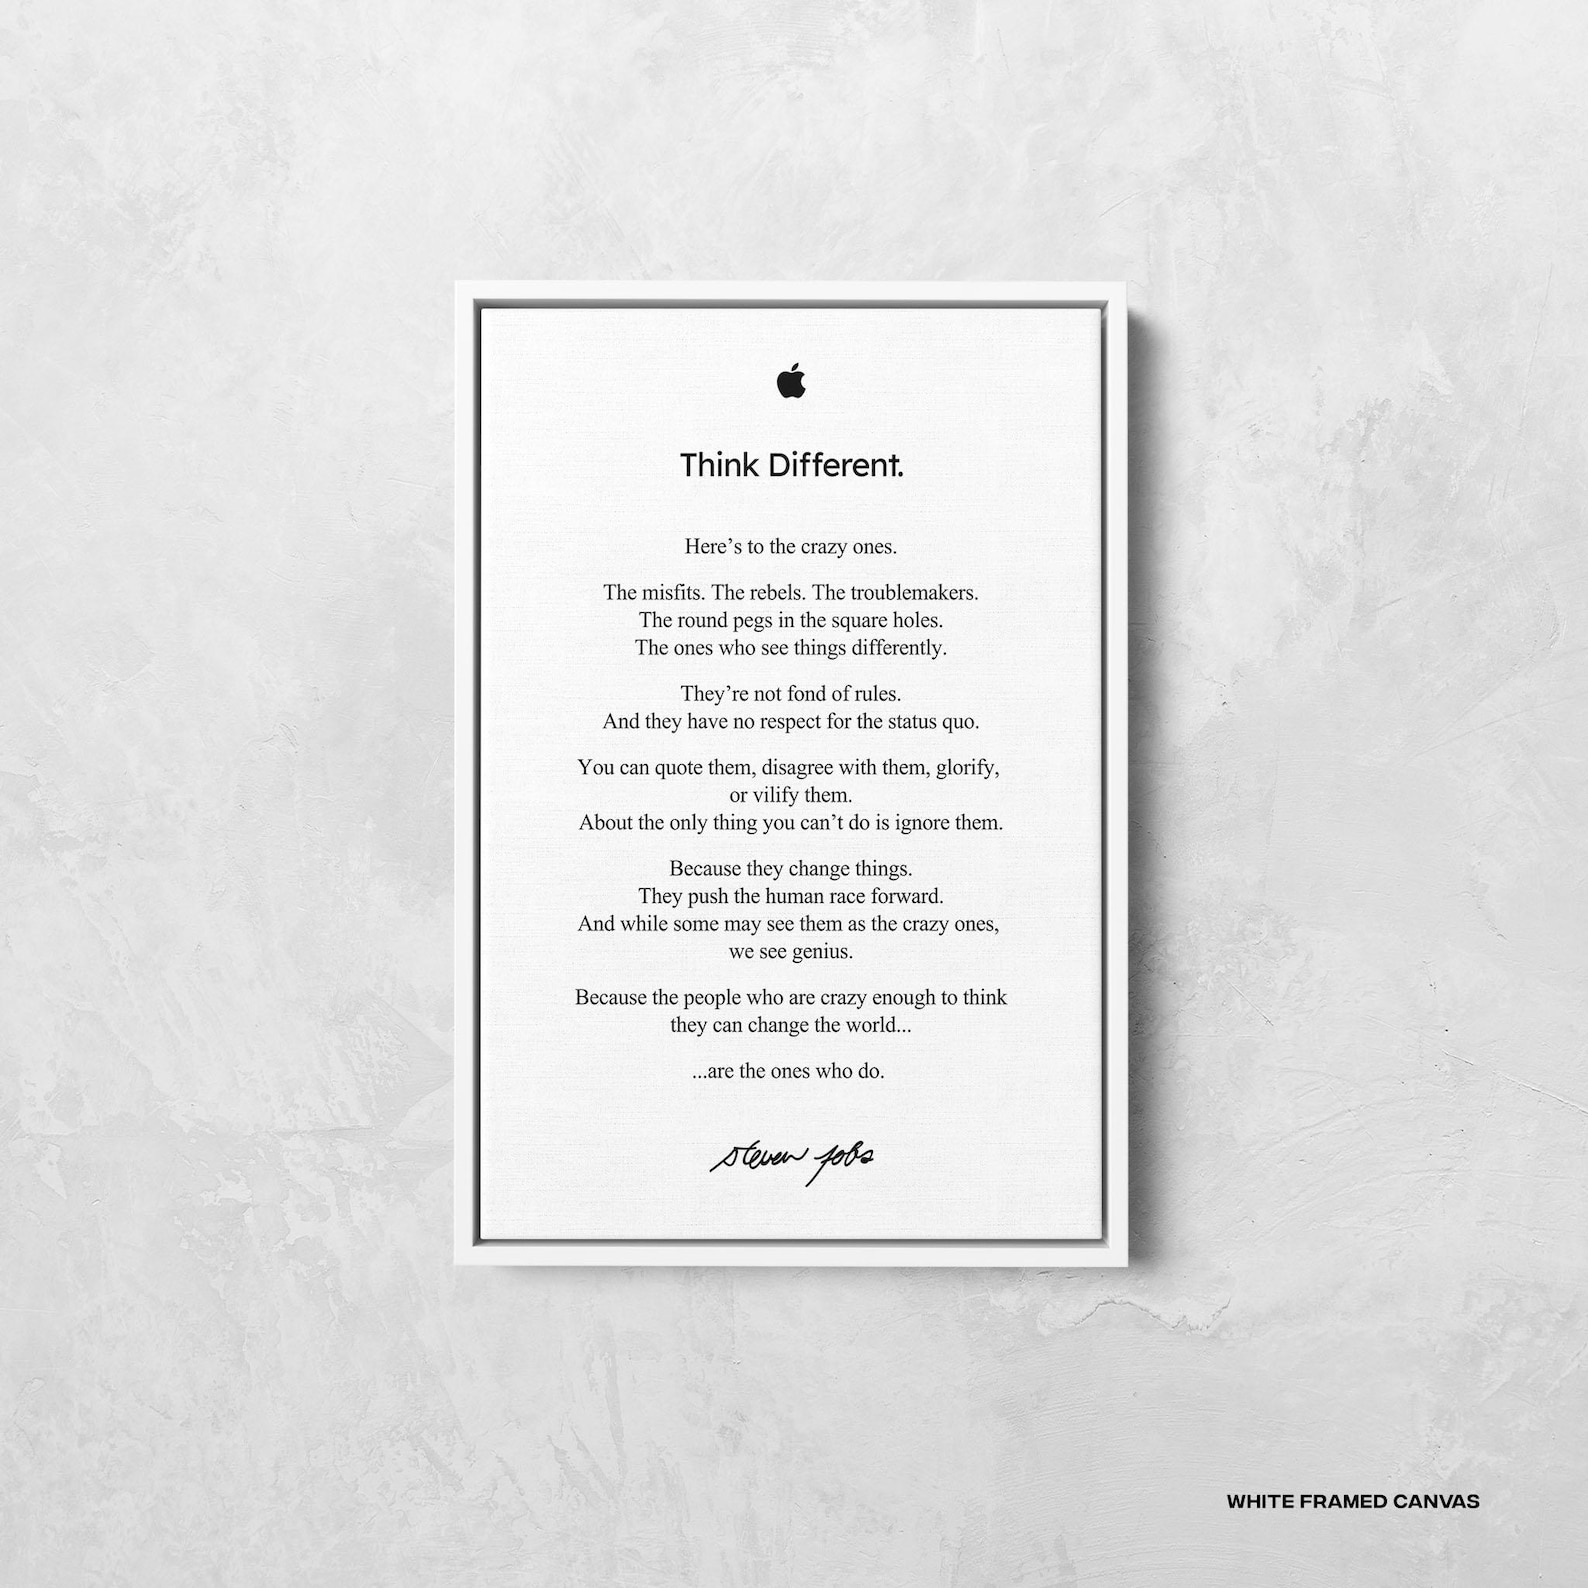 Think Different.
Here’s to the crazy ones.
The misfits. The rebels. The troublemakers.
The round pegs in the square holes.
The ones who see things differently.
They’re not fond of rules.
And they have no respect for the status quo.
You can quote them, disagree with them, glorify,
or vilify them.
About the only thing you can’t do is ignore them.
Because they change things.
They push the human race forward.
And while some may see them as the crazy ones,
we see genius.
Because the people who are crazy enough to think
they can change the world...
...are the ones who do.
steven jobs
WHITE FRAMED CANVAS